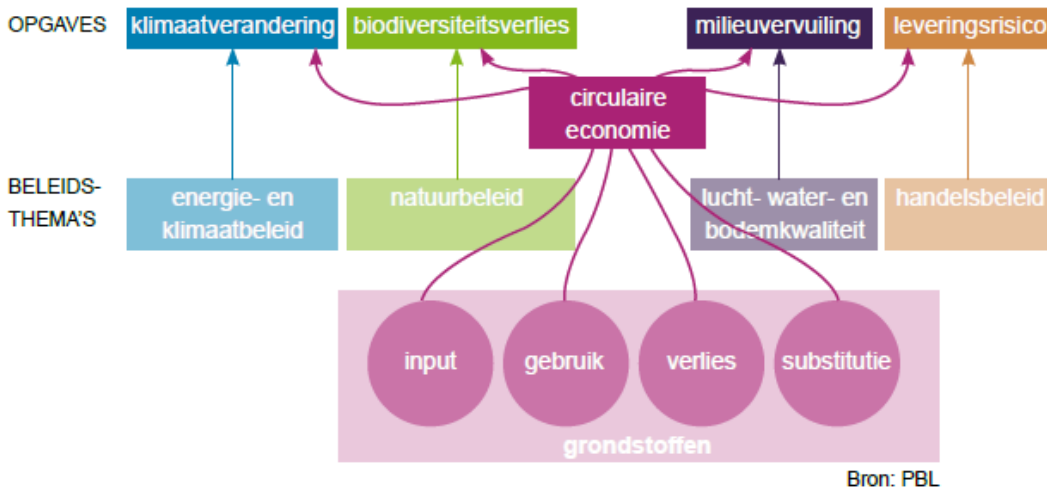 OPGAVES
klimaatverandering
biodiversiteitsverlies
milieuvervuiling
leveringsrisico
circulaire
economie
BELEIDS-
THEMA'S
energie- en
klimaatbeleid
natuurbeleid
lucht- water- en
bodemkwaliteit
handelsbeleid
input
gebruik
verlies
substitutie
grondstoffen
Bron: PBL